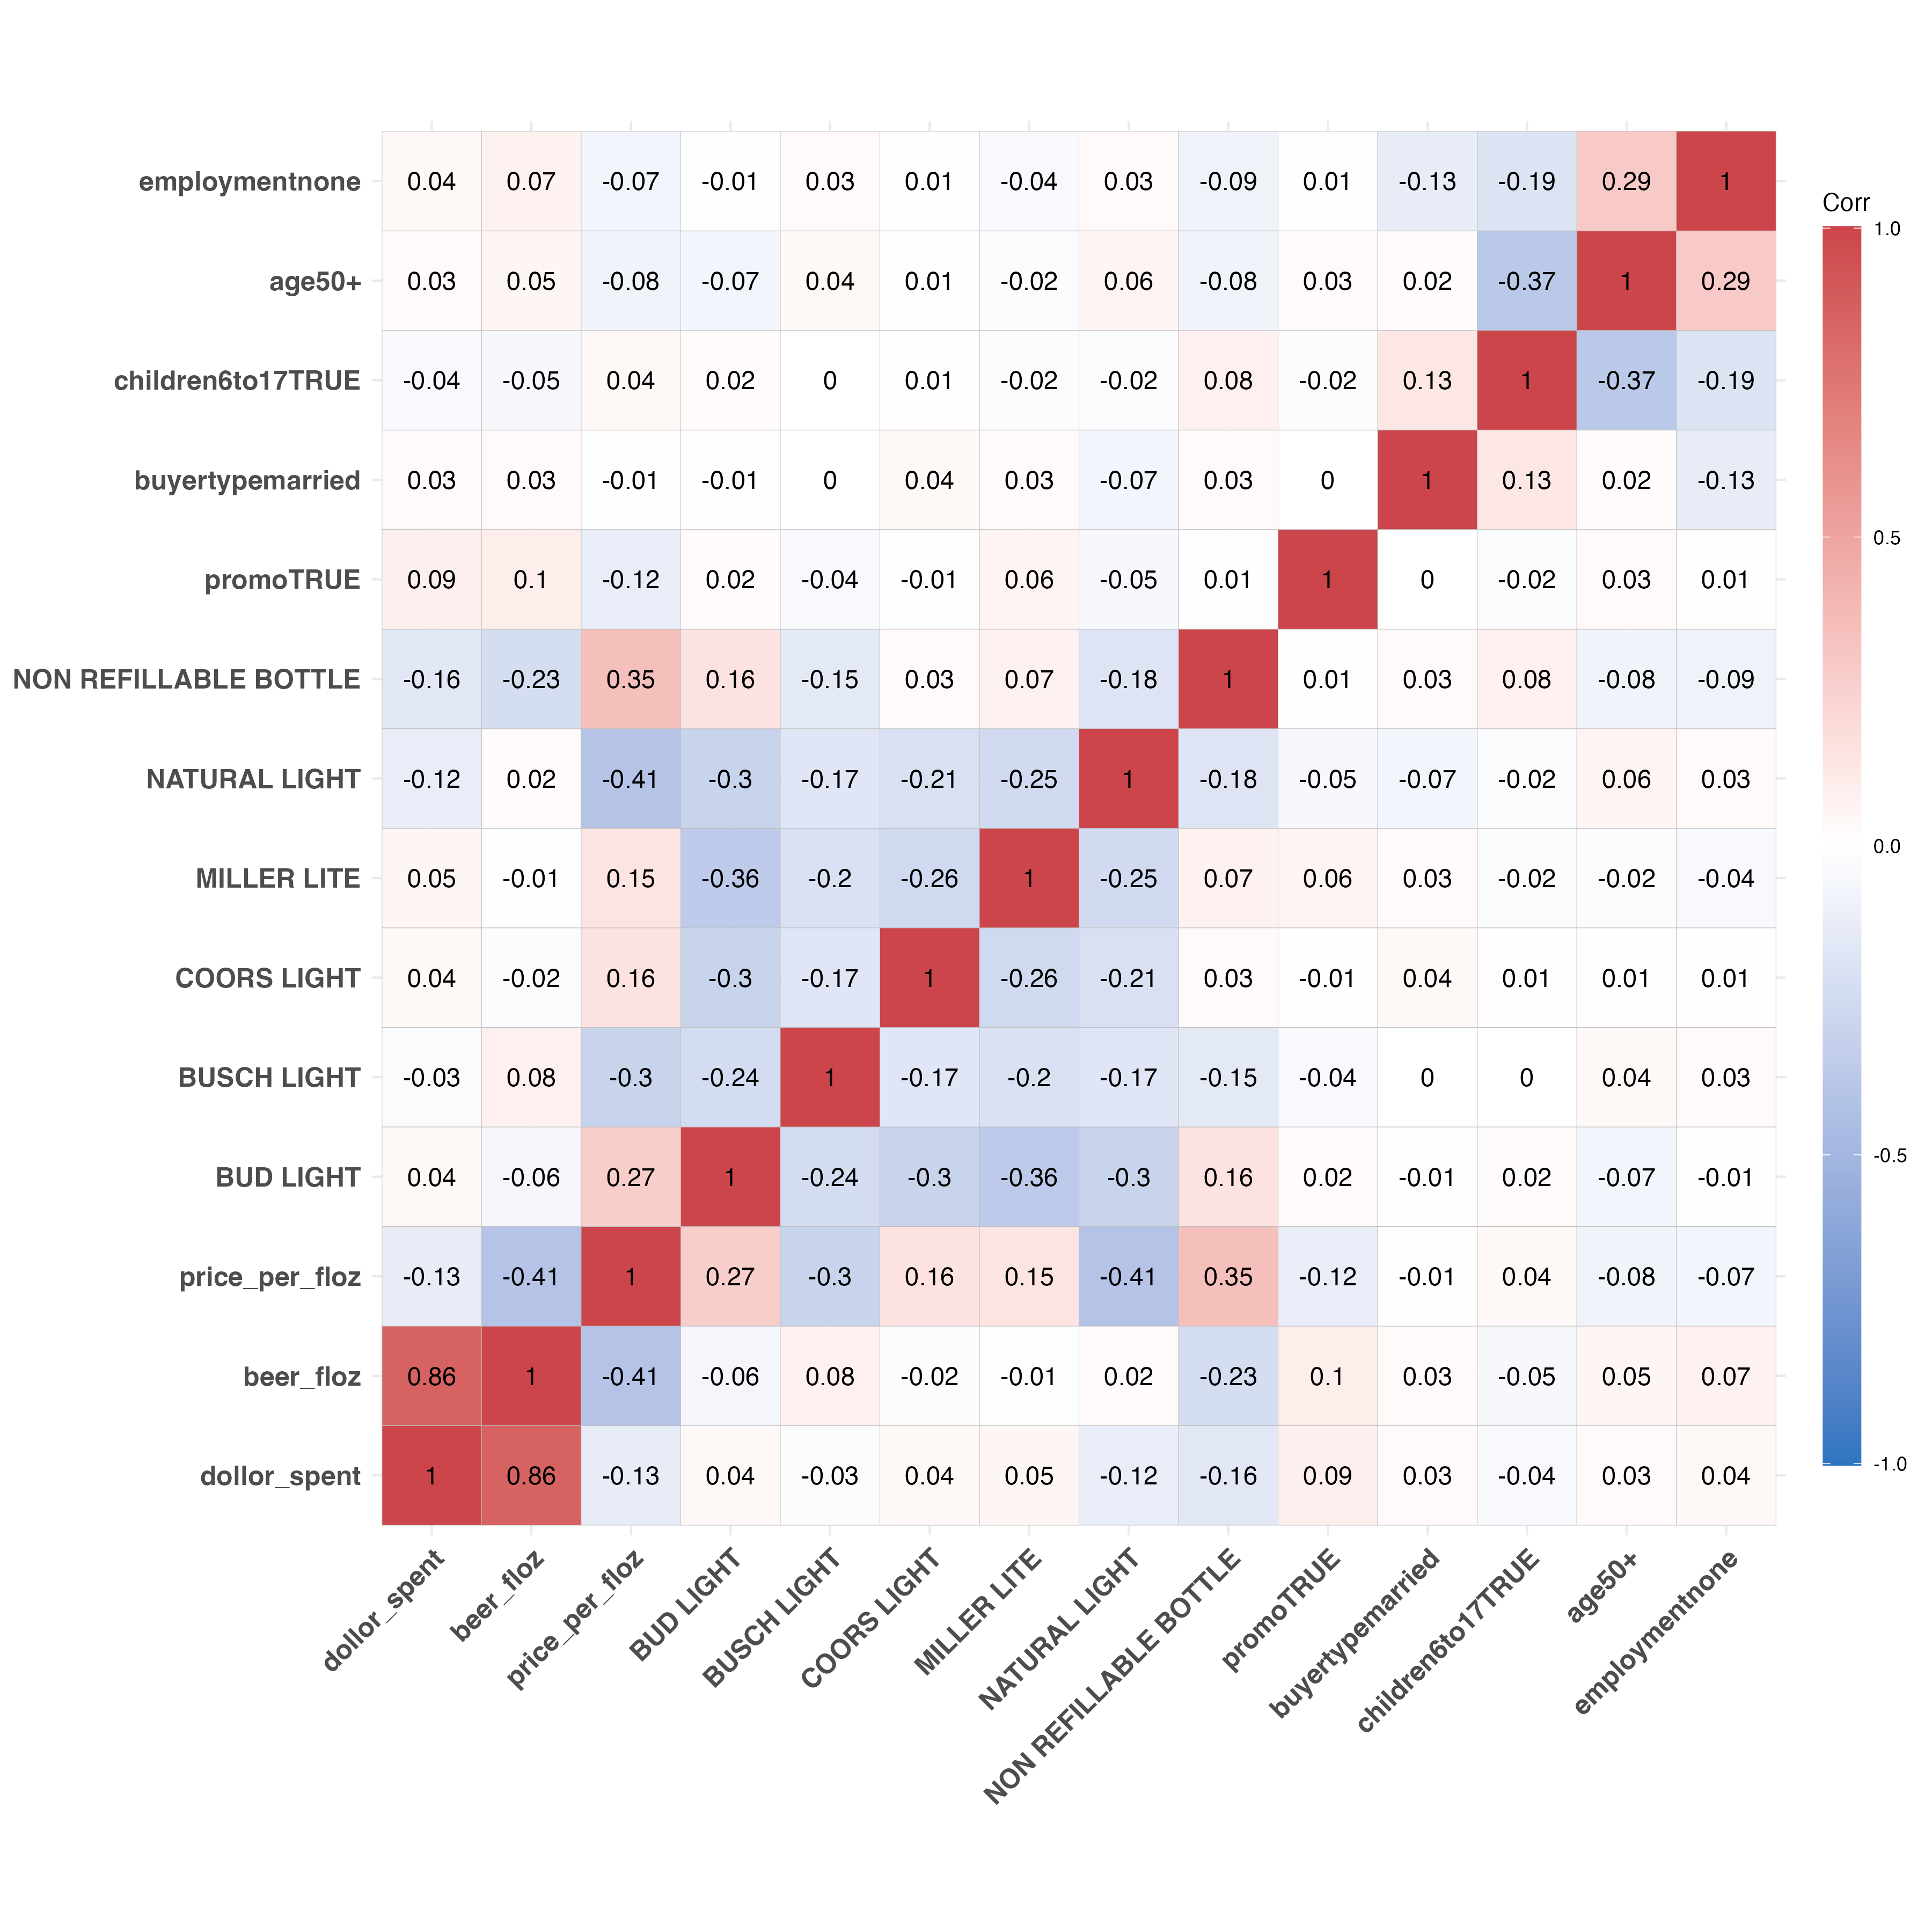 employmentnone 0.04 0.07 -0.07 -0.01 0.03 0.01 -0.04 0.03 -0.09 0.01 -0.13 -0.19 0.29 1
Corr
1.0
age50+ 0.03 0.05 -0.08 -0.07 0.04 0.01 -0.02 0.06 -0.08 0.03 0.02 -0.37 1 0.29
children6to17TRUE -0.04 -0.05 0.04 0.02 0 0.01 -0.02 -0.02 0.08 -0.02 0.13 1 -0.37 -0.19
buyertypemarried 0.03 0.03 -0.01 -0.01 0 0.04 0.03 -0.07 0.03 0 1 0.13 0.02 -0.13
0.5
promoTRUE 0.09 0.1 -0.12 0.02 -0.04 -0.01 0.06 -0.05 0.01 1 0 -0.02 0.03 0.01
NON REFILLABLE BOTTLE -0.16 -0.23 0.35 0.16 -0.15 0.03 0.07 -0.18 1 0.01 0.03 0.08 -0.08 -0.09
NATURAL LIGHT -0.12 0.02 -0.41 -0.3 -0.17 -0.21 -0.25 1 -0.18 -0.05 -0.07 -0.02 0.06 0.03
0.0
MILLER LITE 0.05 -0.01 0.15 -0.36 -0.2 -0.26 1 -0.25 0.07 0.06 0.03 -0.02 -0.02 -0.04
COORS LIGHT 0.04 -0.02 0.16 -0.3 -0.17 1 -0.26 -0.21 0.03 -0.01 0.04 0.01 0.01 0.01
BUSCH LIGHT -0.03 0.08 -0.3 -0.24 1 -0.17 -0.2 -0.17 -0.15 -0.04 0 0 0.04 0.03
-0.5
BUD LIGHT 0.04 -0.06 0.27 1 -0.24 -0.3 -0.36 -0.3 0.16 0.02 -0.01 0.02 -0.07 -0.01
price_per_floz -0.13 -0.41 1 0.27 -0.3 0.16 0.15 -0.41 0.35 -0.12 -0.01 0.04 -0.08 -0.07
beer_floz 0.86 1 -0.41 -0.06 0.08 -0.02 -0.01 0.02 -0.23 0.1 0.03 -0.05 0.05 0.07
-1.0
dollor_spent 1 0.86 -0.13 0.04 -0.03 0.04 0.05 -0.12 -0.16 0.09 0.03 -0.04 0.03 0.04
dollor_spent
beer_floz
price_per_floz
BUD LIGHT
BUSCH LIGHT
COORS LIGHT
MILLER LITE
NATURAL LIGHT
NON REFILLABLE BOTTLE
promoTRUE
buyertypemarried
children6to17TRUE
age50+
employmentnone